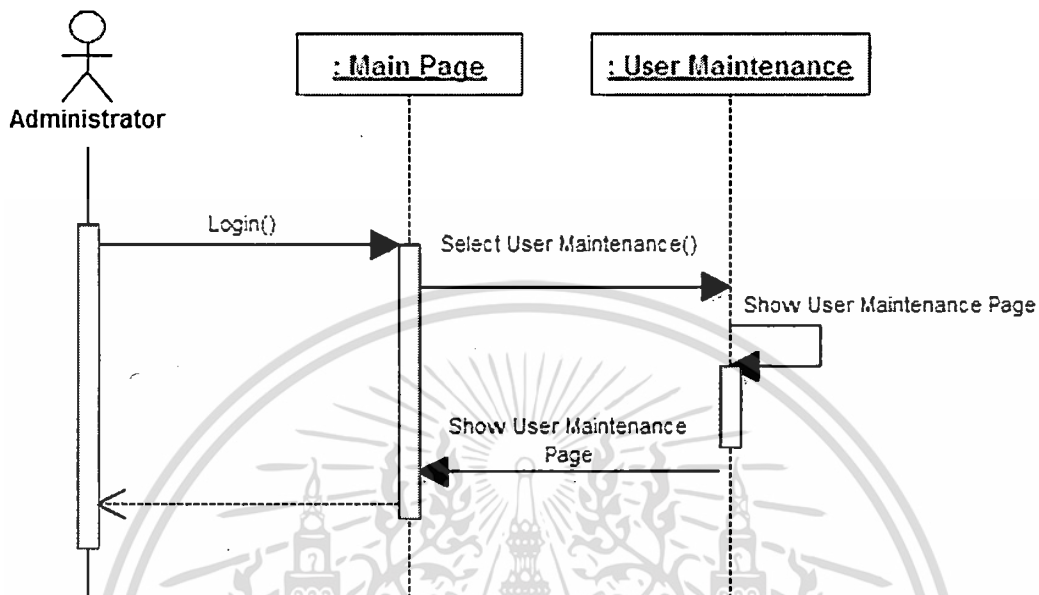 : Main Page
: User Maintenance
Administrator
Login()
Select User Maintenance()
Show User Maintenance Page
Show User Maintenance
Page